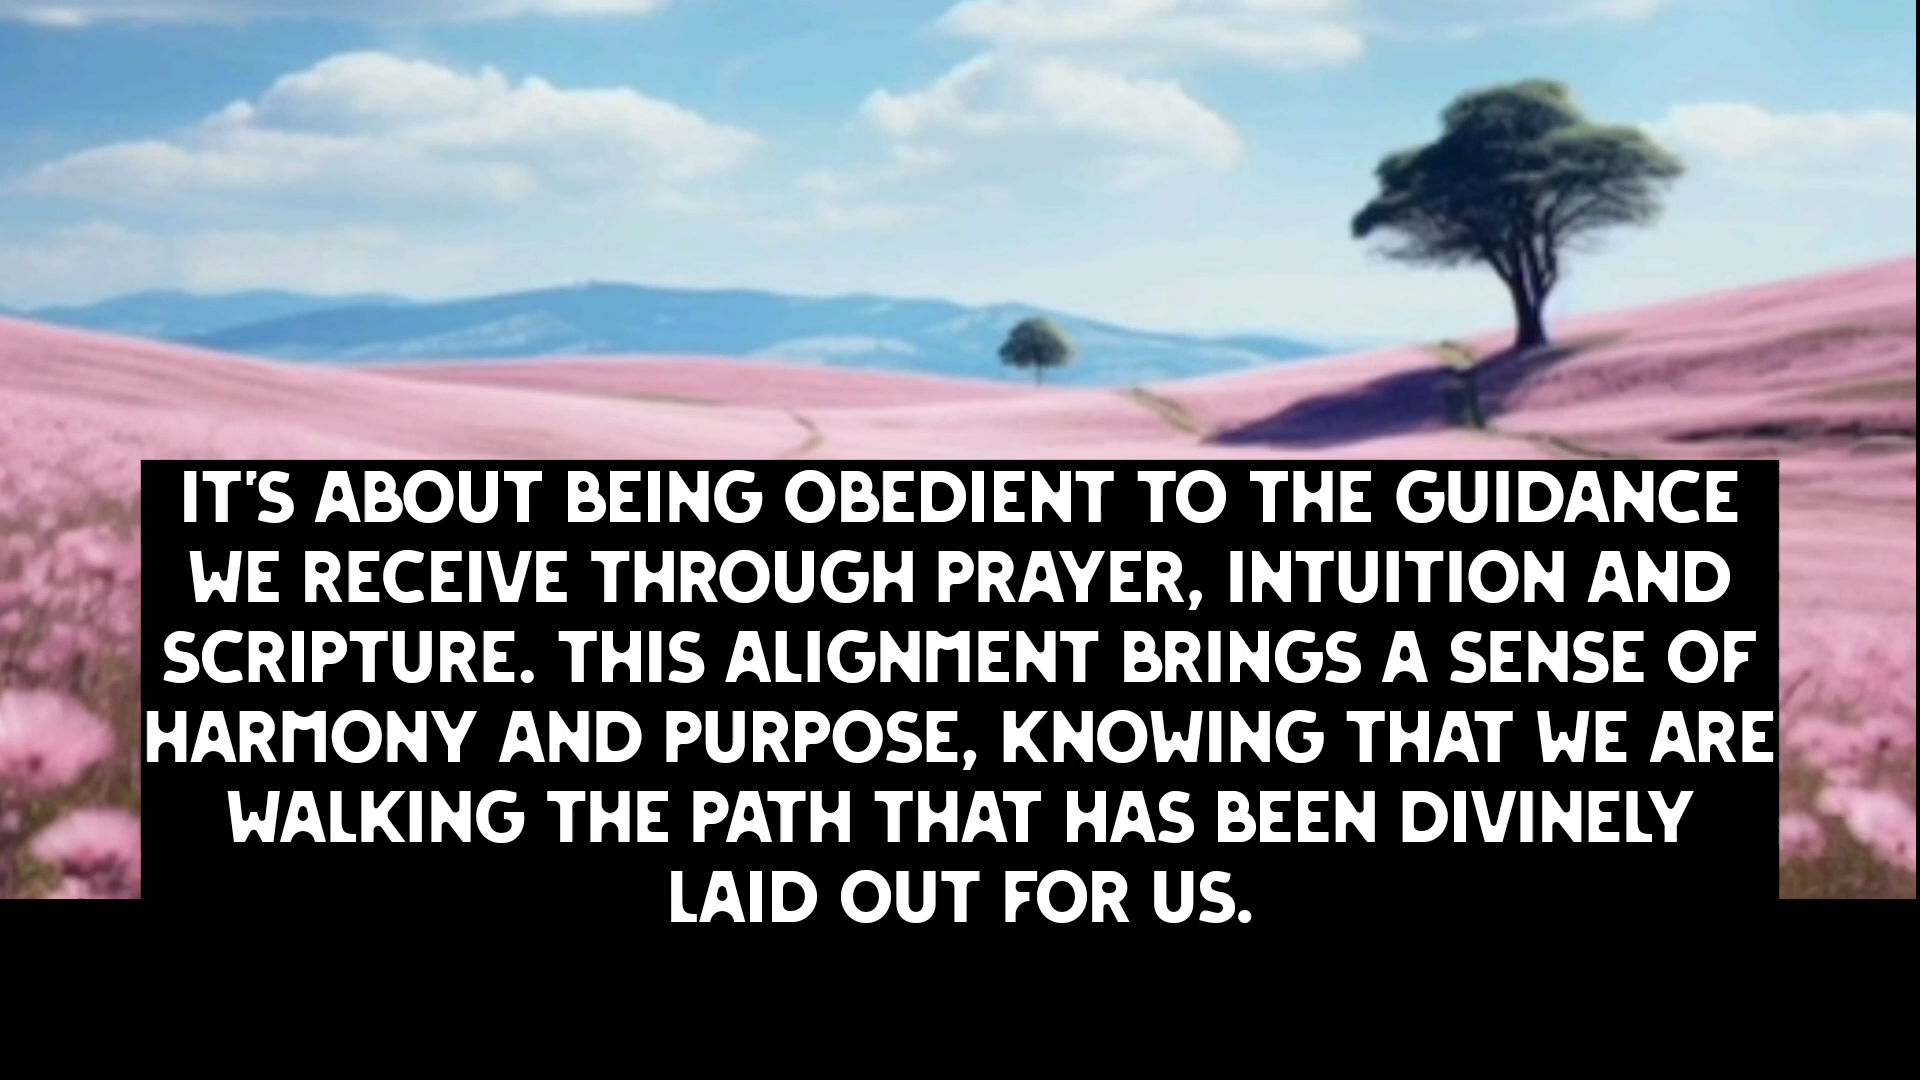 IT'S ABOUT BEING OBEDIENT TO THE GUIDANCE
WE RECEIVE THROUGH PRAYER, INTUITION AND
SCRIPTURE. THIS ALIGNMENT BRINGS A SENSE OF
HARMONY AND PURPOSE, KNOWING THAT WE ARE
WALKING THE PATH THAT HAS BEEN DIVINELY
LAID OUT FOR US.